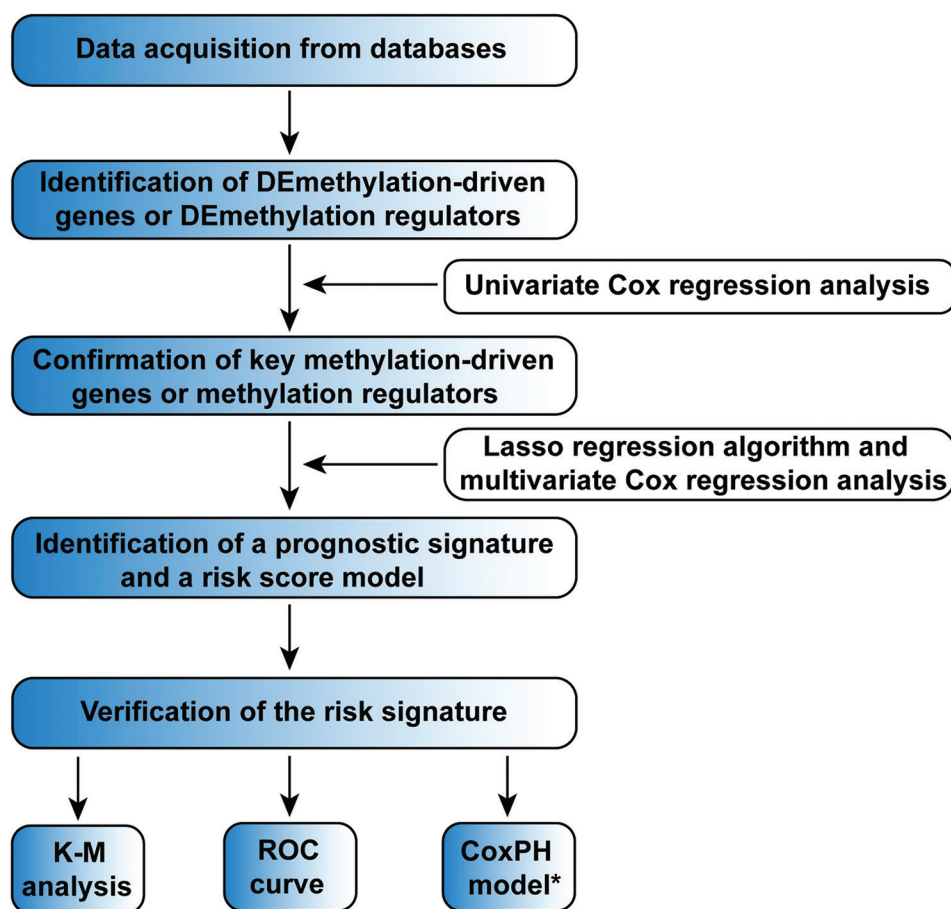 Data acquisition from databases
Identification of DEmethylation-driven
genes or DEmethylation regulators
Univariate Cox regression analysis
Confirmation of key methylation-driven
genes or methylation regulators
Lasso regression algorithm and
multivariate Cox regression analysis
Identification of a prognostic signature
and a risk score model
Verification of the risk signature
K-M
analysis
ROC
curve
CoxPH
model*